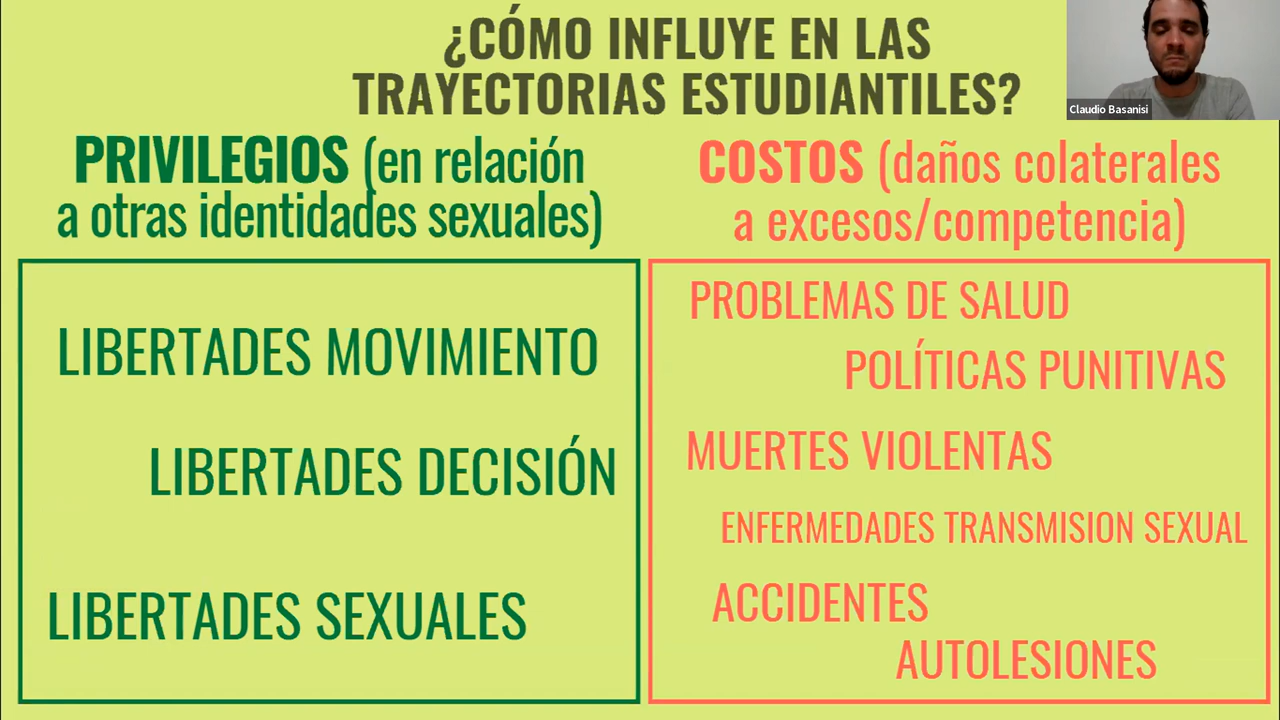 ¿CÓMO INFLUYE EN LAS
TRAYECTORIAS ESTUDIANTILES?
Claudio Basanisi
PRIVILEGIOS (en relación
a otras identidades sexuales)
LIBERTADES MOVIMIENTO
LIBERTADES DECISIÓN
LIBERTADES SEXUALES
COSTOS (daños colaterales
a excesos/competencia)
PROBLEMAS DE SALUD
POLÍTICAS PUNITIVAS
MUERTES VIOLENTAS
ENFERMEDADES TRANSMISION SEXUAL
ACCIDENTES
AUTOLESIONES